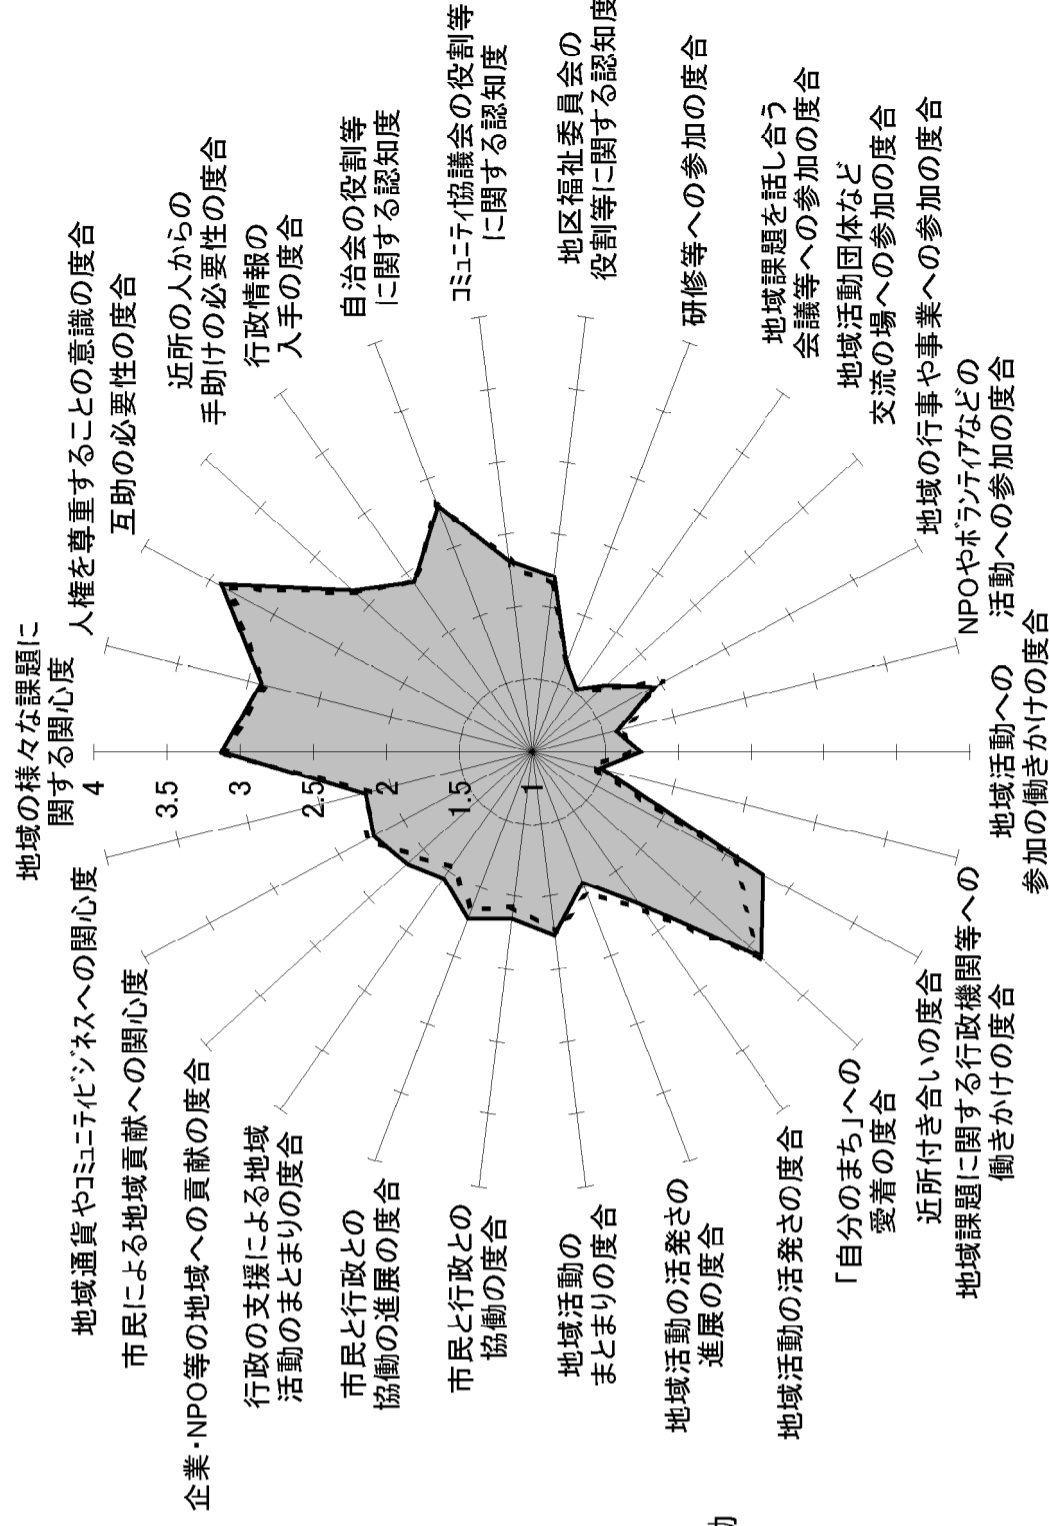 地域の様々な課題に
関する関心度
人権を尊重することの意識の度合
互助の必要性の度合
近所の人からの
手助けの必要性の度合
行政情報の
入手の度合
自治会の役割等
に関する認知度
コミュニティ協議会の役割等
に関する認知度
地区福祉委員会の
役割等に関する認知度
研修等への参加の度合
地域課題を話し合う
会議等への参加の度合
地域活動団体など
交流の場への参加の度合
地域の行事や事業への参加の度合
NPOやボランティアなどの
活動への参加の度合
地域活動への
参加の働きかけの度合
地域課題に関する行政機関等への
働きかけの度合
近所付き合いの度合
「自分のまち」への
愛着の度合
地域活動の活発さの度合
地域活動の活発さの
進展の度合
地域活動の
まとまりの度合
市民と行政との
協働の度合
市民と行政との
協働の進展の度合
行政の支援による地域
活動のまとまりの度合
企業・NPO等の地域への貢献の度合
市民による地域貢献への関心度
地域通貨やコミュニティビジネスへの関心度
4
3.5
3
2.5
2
1.5
1